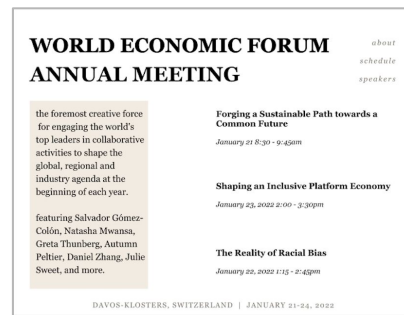 WORLD ECONOMIC FORUM
ANNUAL MEETING
about
schedule
speakers
the foremost creative force
for engaging the world's
top leaders in collaborative
activities to shape the
global, regional and
industry agenda at the
beginning of each year.
featuring Salvador Gómez-
Colón, Natasha Mwansa,
Greta Thunberg, Autumn
Peltier, Daniel Zhang, Julie
Sweet, and more.
Forging a Sustainable Path towards a
Common Future
January 21 8:30 - 9:45am
Shaping an Inclusive Platform Economy
January 23, 2022 2:00 - 3:30pm
The Reality of Racial Bias
January 22, 2022 1:15 - 2:45pm
DAVOS-KLOSTERS, SWITZERLAND | JANUARY 21-24, 2022